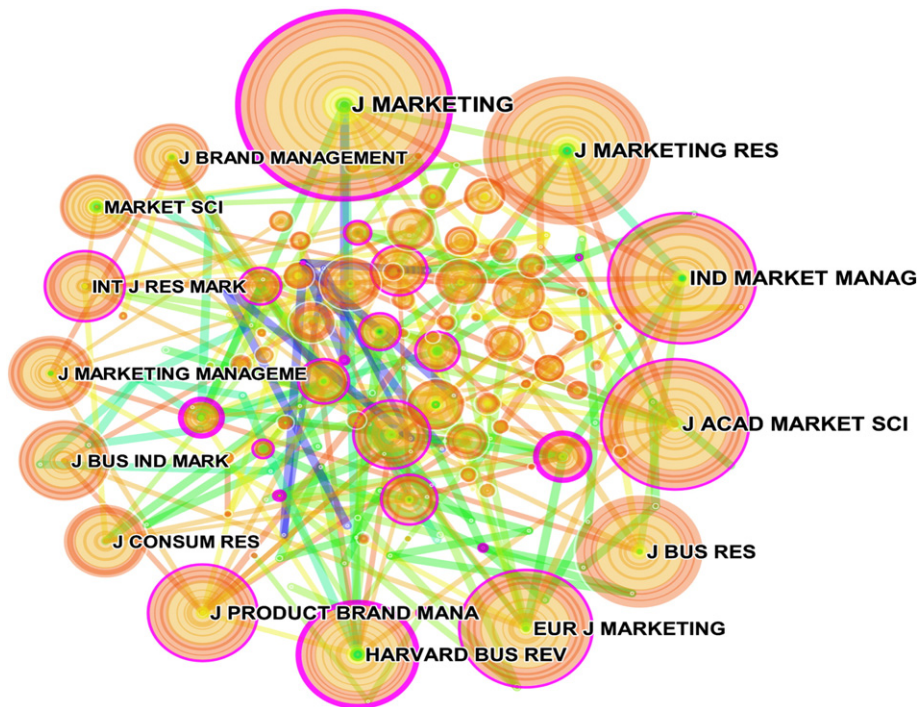 J MARKETING
J MARKETING RES
J BRAND MANAGEMENT
MARKET SCI
IND MARKET MANAG
INT J RES MARK
J MARKETING MANAGEME
J ACAD MARKET SCI
J BUS IND MARK
J CONSUM RES
J BUS RES
J PRODUCT BRAND MANA
EUR J MARKETING
HARVARD BUS REV